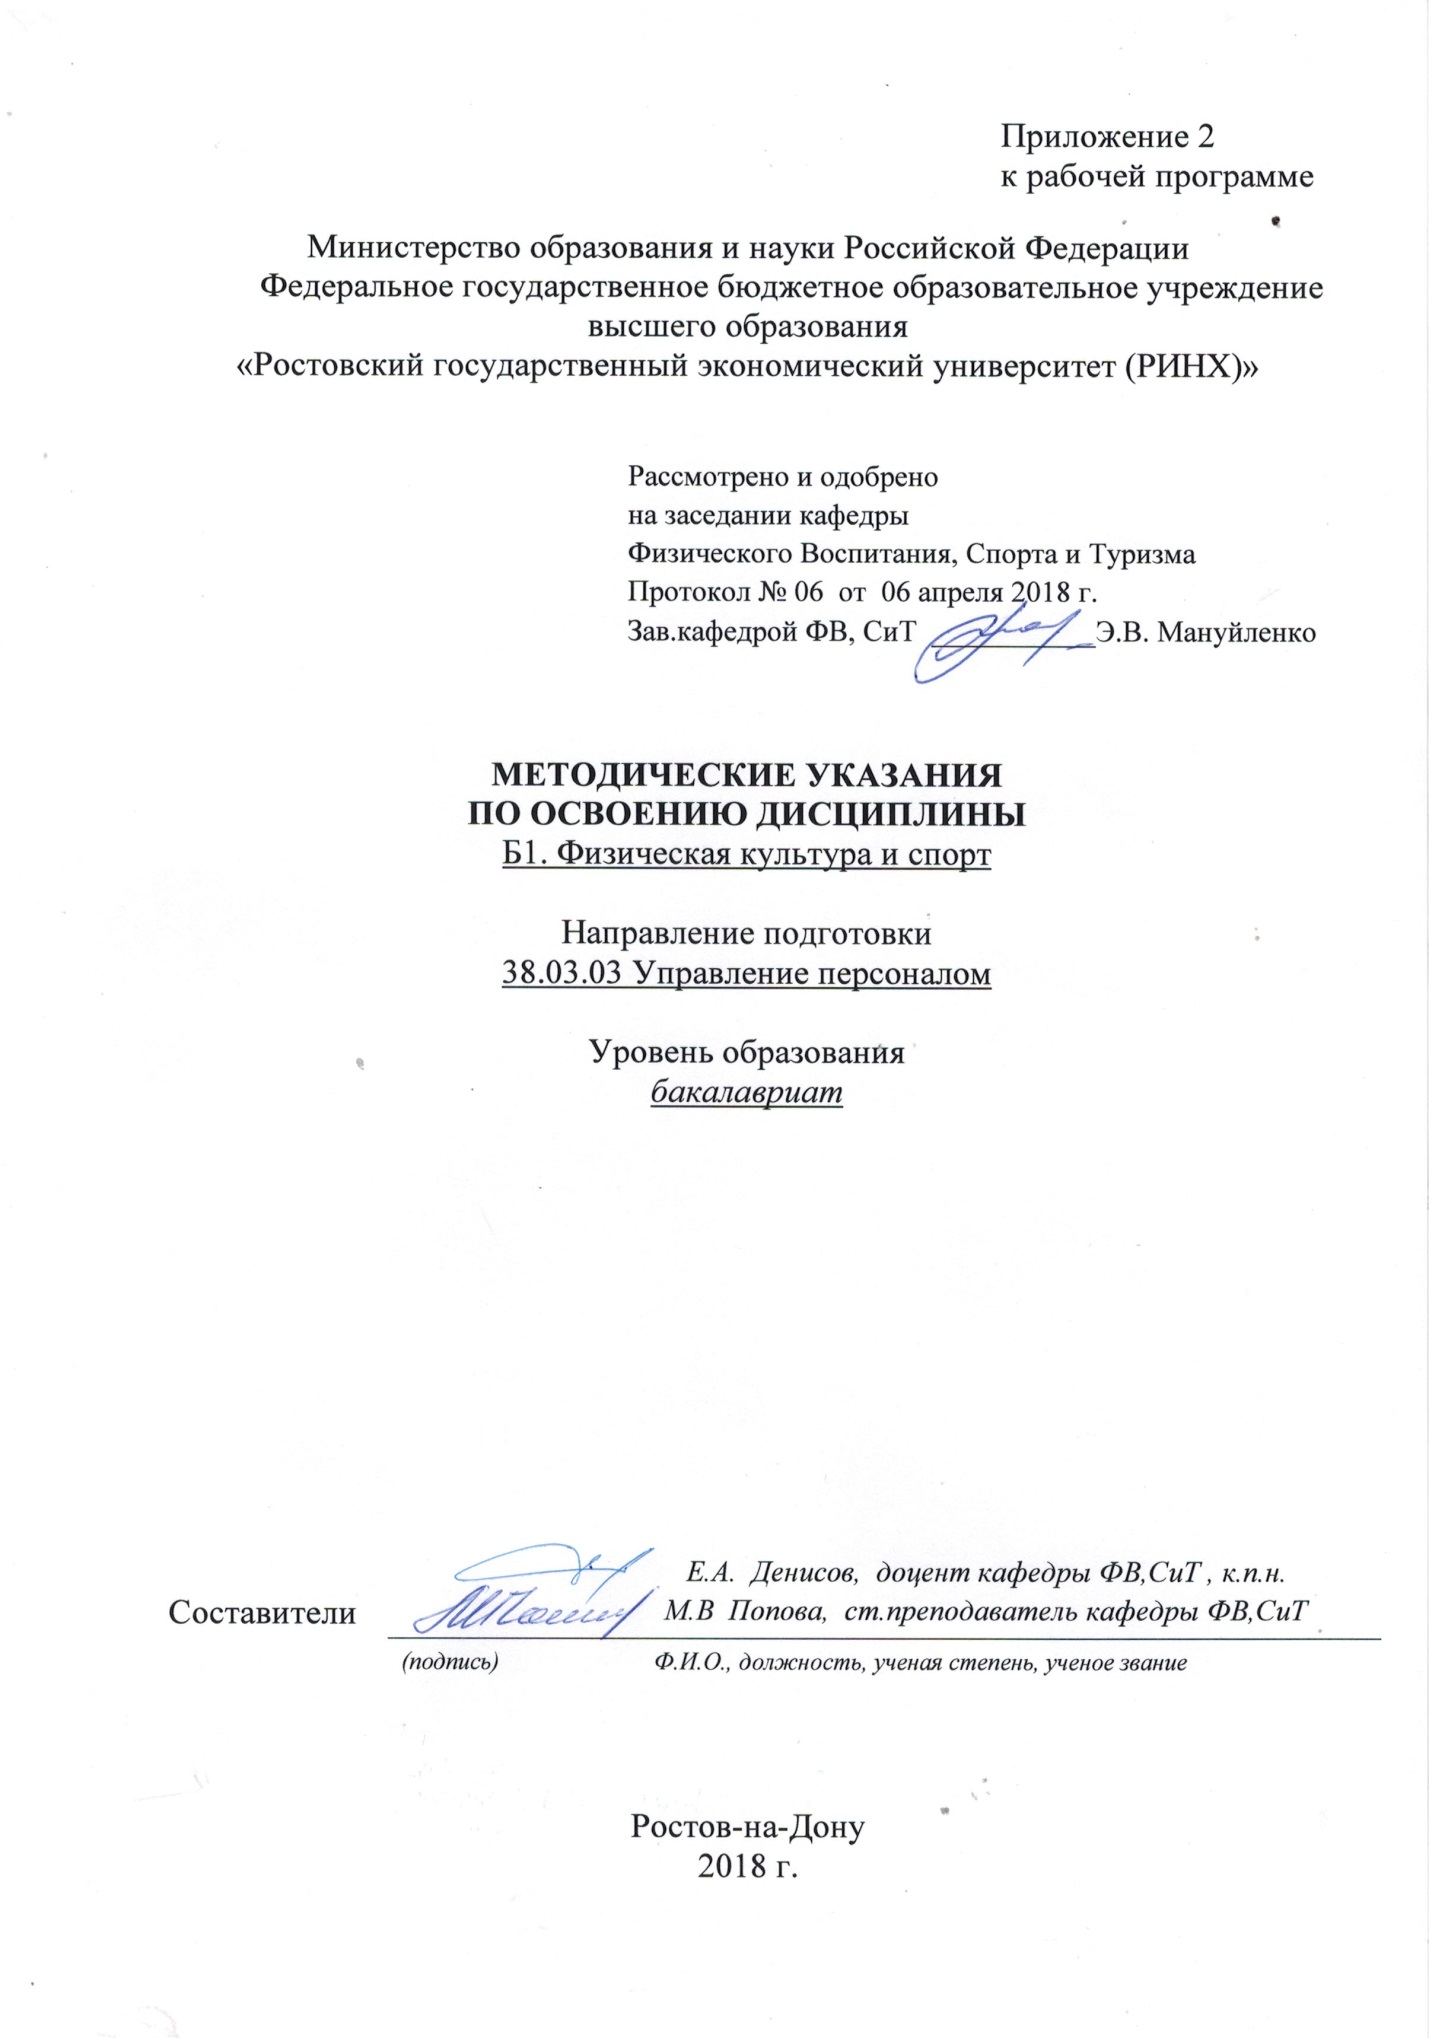 Приложение 2
к рабочей программе
Министерство образования и науки Российской Федерации
Федеральное государственное бюджетное образовательное учреждение
высшего образования
«Ростовский государственный экономический университет (РИНХ)»
Рассмотрено и одобрено
на заседании кафедры
Физического Воспитания, Спорта и Туризма
Протокол № 06 от 06 апреля 2018 г.
Зав.кафедрой ФВ, СиТ ___________Э.В. Мануйленко
МЕТОДИЧЕСКИЕ УКАЗАНИЯ
ПО ОСВОЕНИЮ ДИСЦИПЛИНЫ
Б1. Физическая культура и спорт
Направление подготовки
38.03.03 Управление персоналом
Уровень образования
бакалавриат
Е.А. Денисов, доцент кафедры ФВ,СиТ , к.п.н.
Составители М.В Попова, ст.преподаватель кафедры ФВ,СиТ
(подпись) Ф.И.О., должность, ученая степень, ученое звание
Ростов-на-Дону
2018 г.